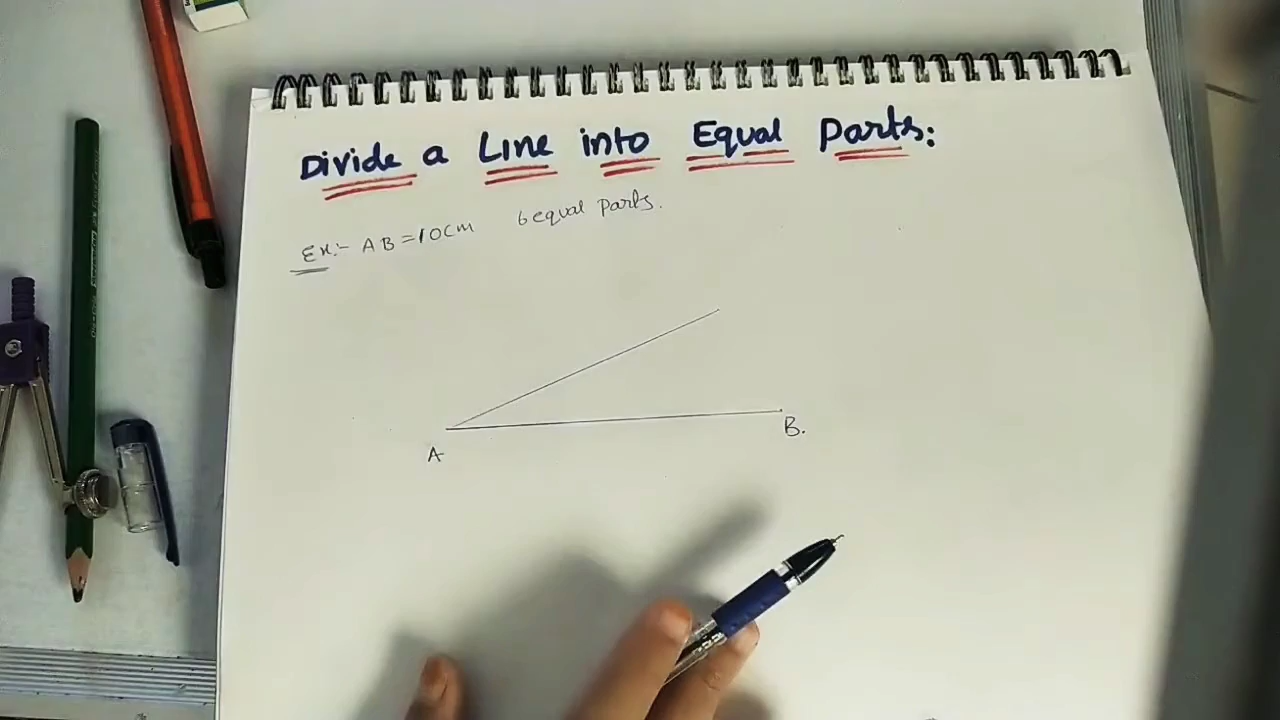 Divide a Line into Equal Parts:
Ex:- AB=10cm 6 equal parts.
A B.